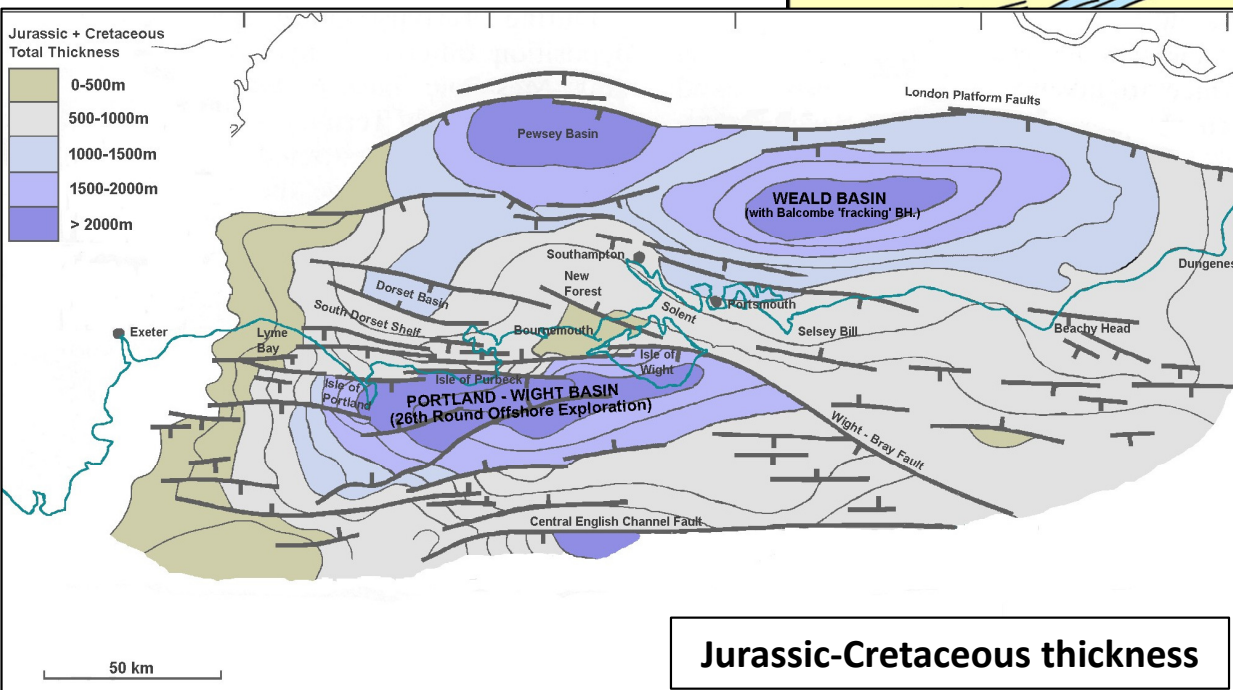 Jurassic + Cretaceous
Total Thickness
0-500m
500-1000m
1000-1500m
1500-2000m
> 2000m
London Platform Faults
Pewsey Basin
WEALD BASIN
(with Balcombe 'fracking' BH.)
Southampton
Dungenes
New
Forest
Dorset Basin
Solent
Portsmouth
South Dorset Shelf
Exeter
Lyme
Bay
Bournemouth
Selsey Bill
Beachy Head
Isle of
Wight
Isle of
Portland
Isle of Purbeck
PORTLAND - WIGHT BASIN
(26th Round Offshore Exploration)
Wight - Bray Fault
Central English Channel Fault
50 km
Jurassic-Cretaceous thickness